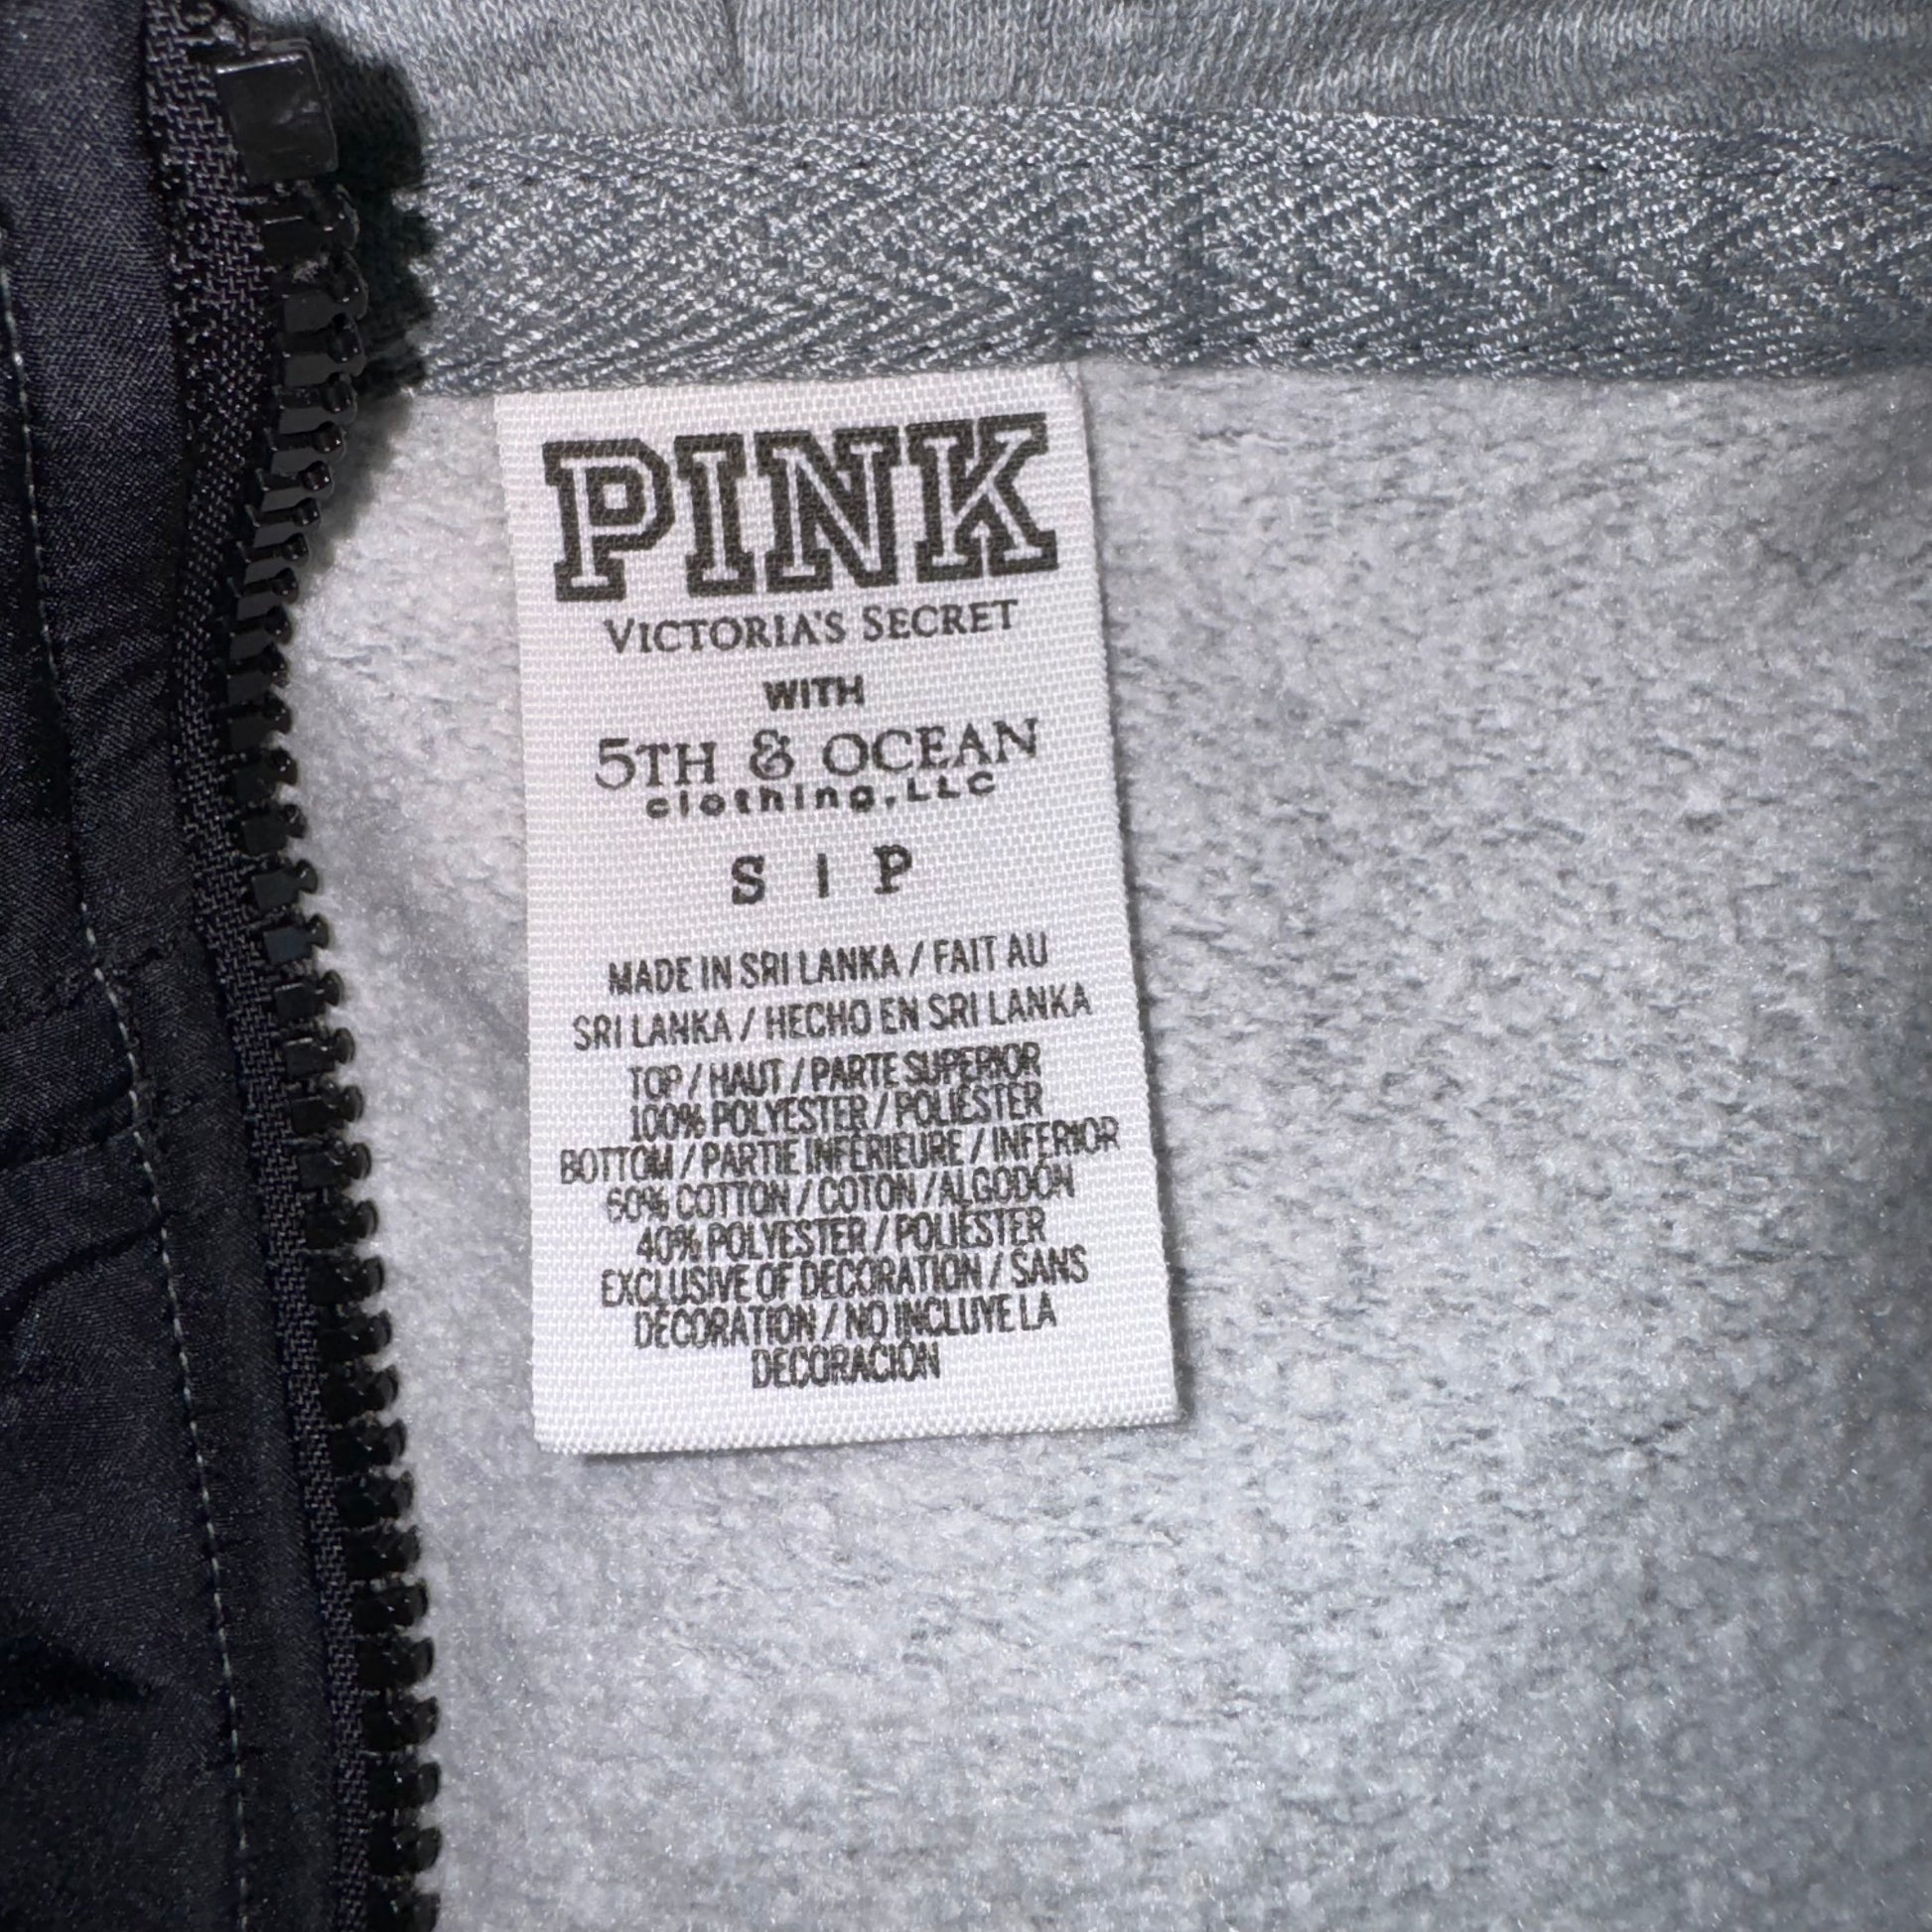 PINK
VICTORIA'S SECRET
WITH
5TH & OCEAN
clothing, LLC
S | P
MADE IN SRI LANKA / FAIT AU
SRI LANKA / HECHO EN SRI LANKA
TOP / HAUT / PARTE SUPERIOR
100% POLYESTER / POLIÉSTER
BOTTOM / PARTIE INFÉRIEURE / INFERIOR
60% COTTON / COTON / ALGODÓN
40% POLYESTER / POLIÉSTER
EXCLUSIVE OF DECORATION / SANS
DÉCORATION / NO INCLUYE LA
DECORACIÓN